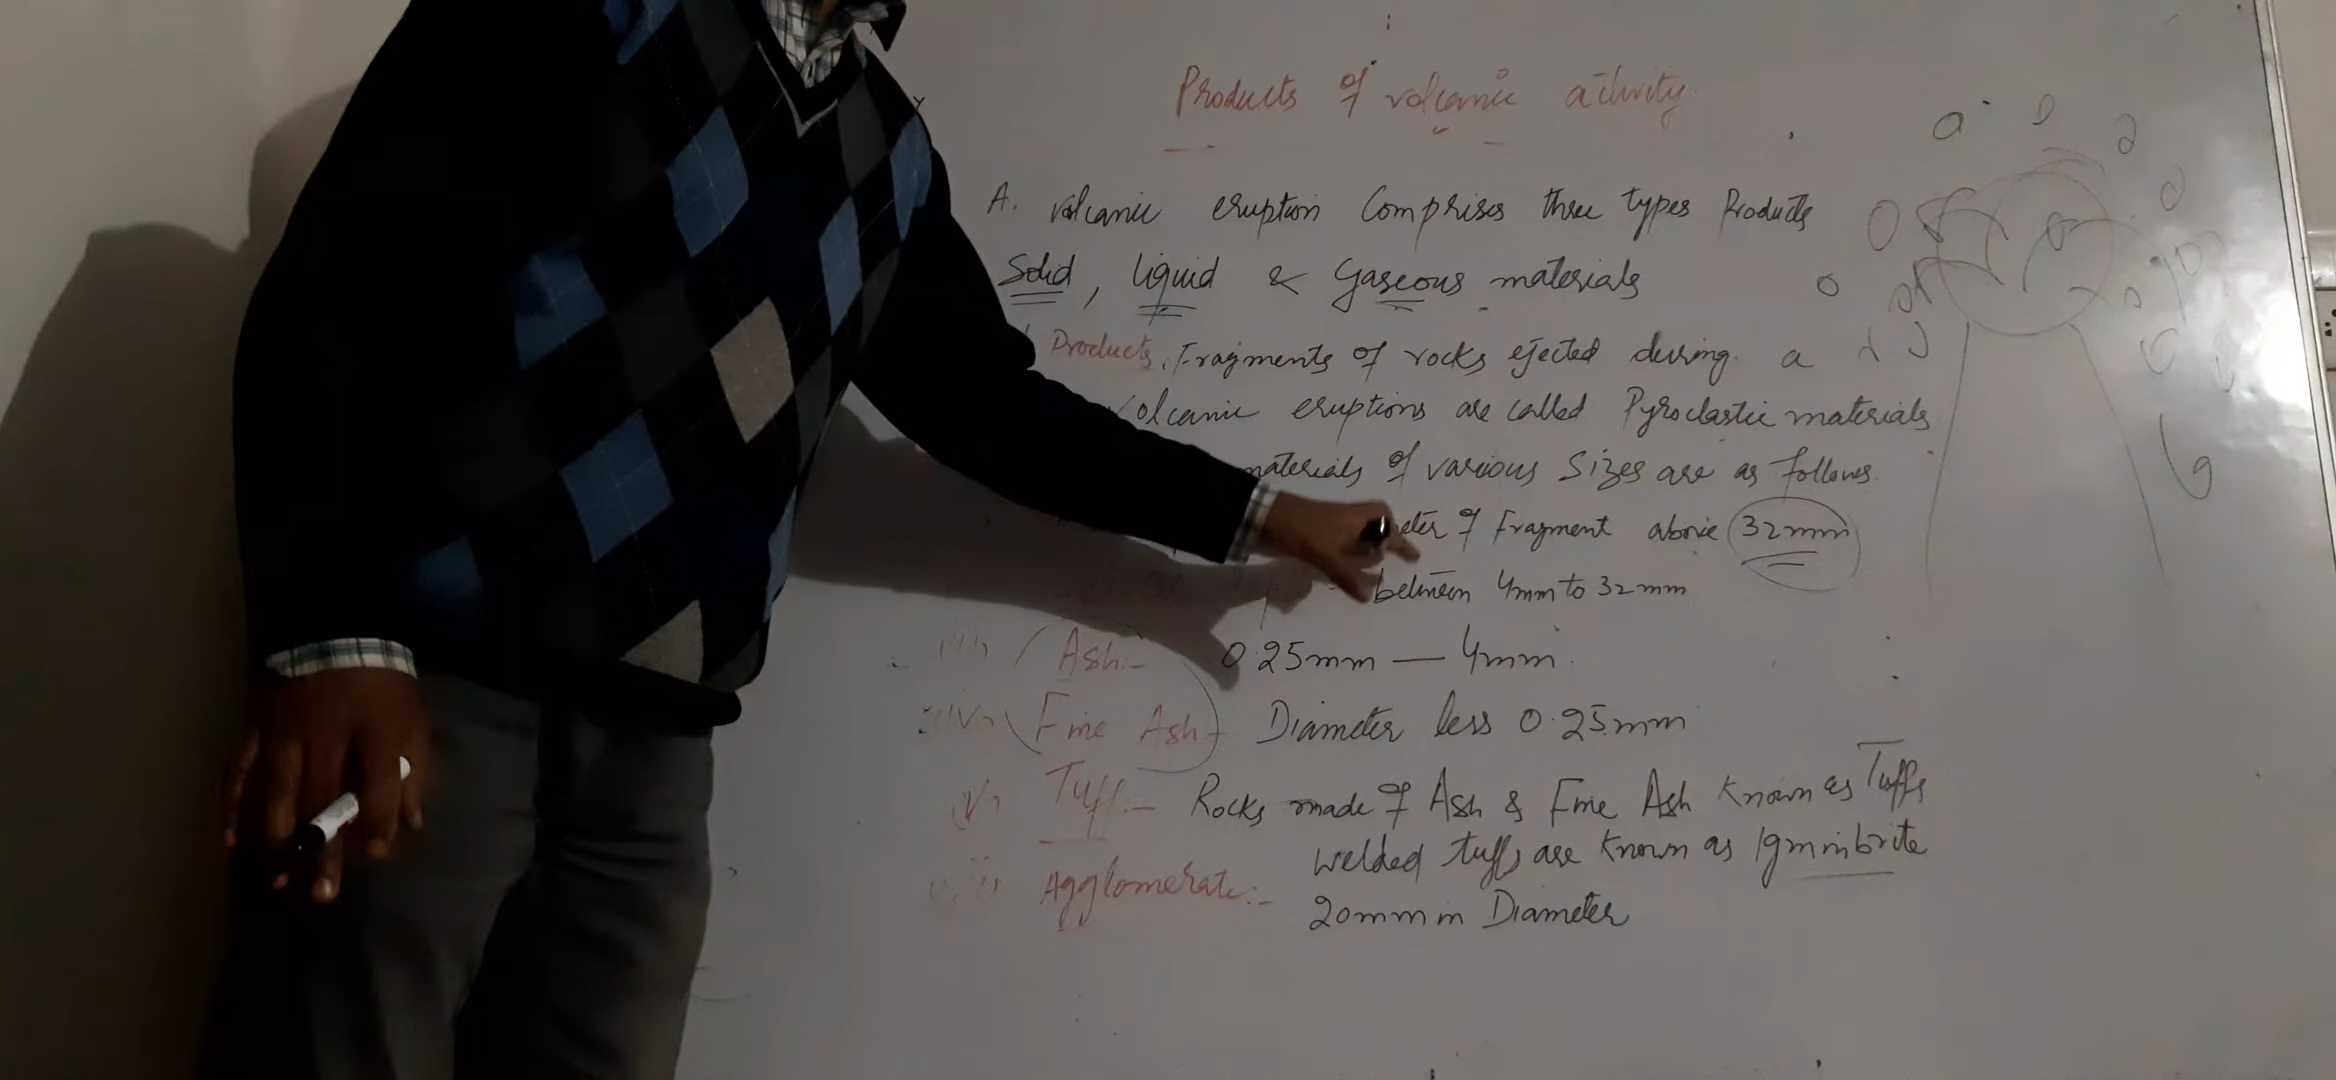 Products of volcanic activity.
A. Volcanic eruption Comprises three types Products
Solid, liquid & Gaseous materials
Products. Fragments of rocks ejected during a
Volcanic eruptions are called Pyroclastic materials
materials of various Sizes are as follows.
of Fragment above 32mm
between 4mm to 32mm
Ash:- 0.25mm — 4mm.
Fine Ash- Diameter less 0.25mm
Tuff:- Rocks made of Ash & Fine Ash known as Tuffs
welded tuffs are known as Ignimbrite
Agglomerate:- 20mm in Diameter